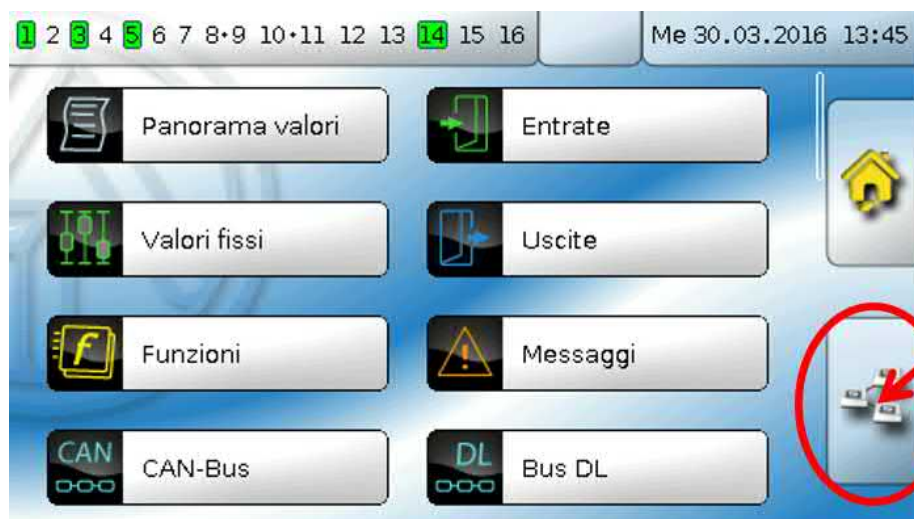 1 2 3 4 5 6 7 8·9 10·11 12 13 14 15 16 Me 30.03.2016 13:45
Panorama valori Entrate
Valori fissi Uscite
f Funzioni Messaggi
CAN CAN-Bus DL Bus DL